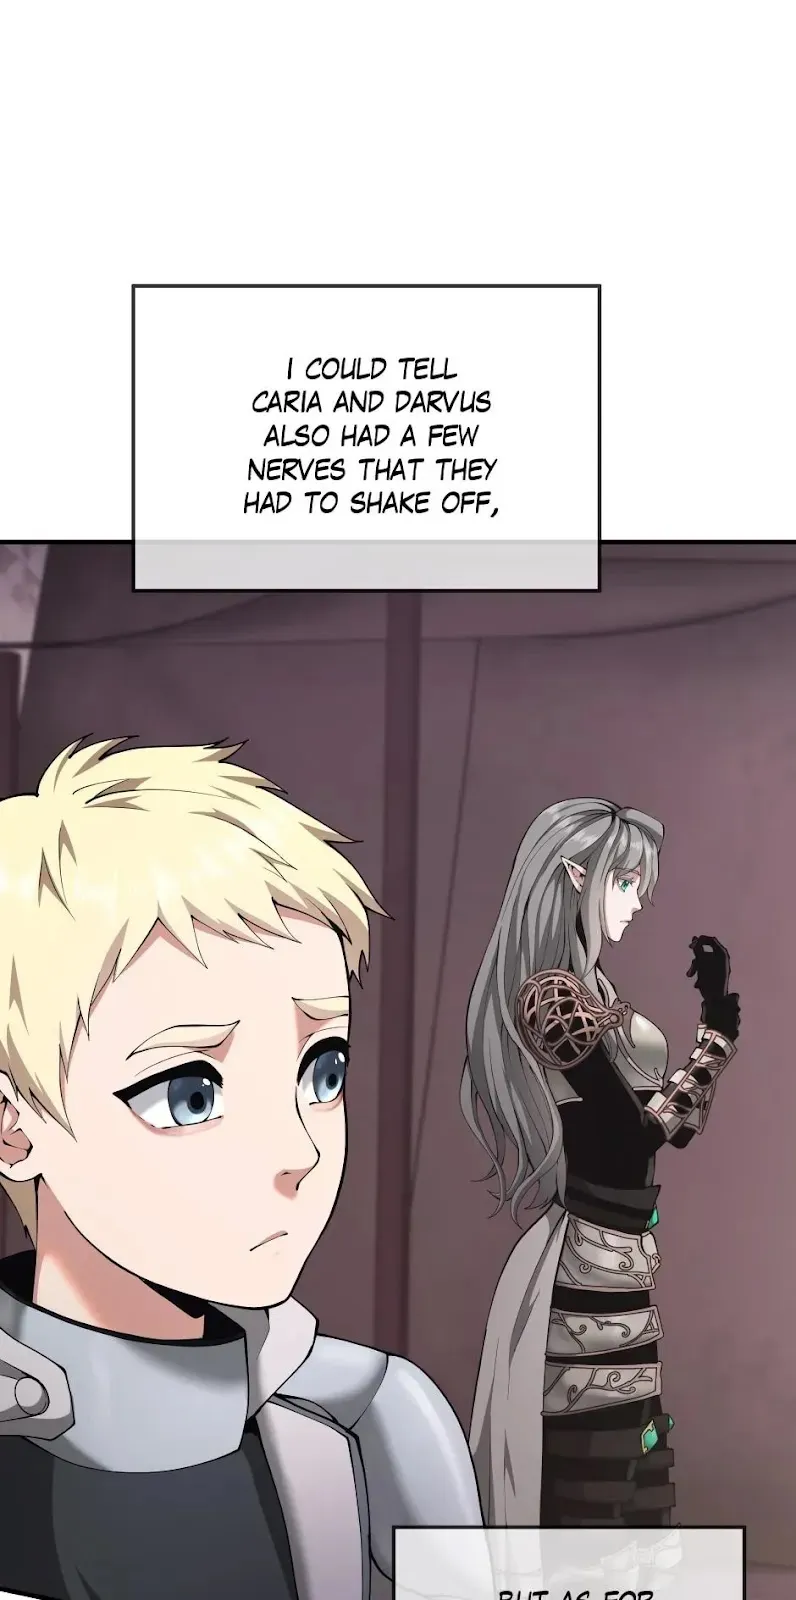 I COULD TELL
CARIA AND DARVUS
ALSO HAD A FEW
NERVES THAT THEY
HAD TO SHAKE OFF,
BUT AS FOR